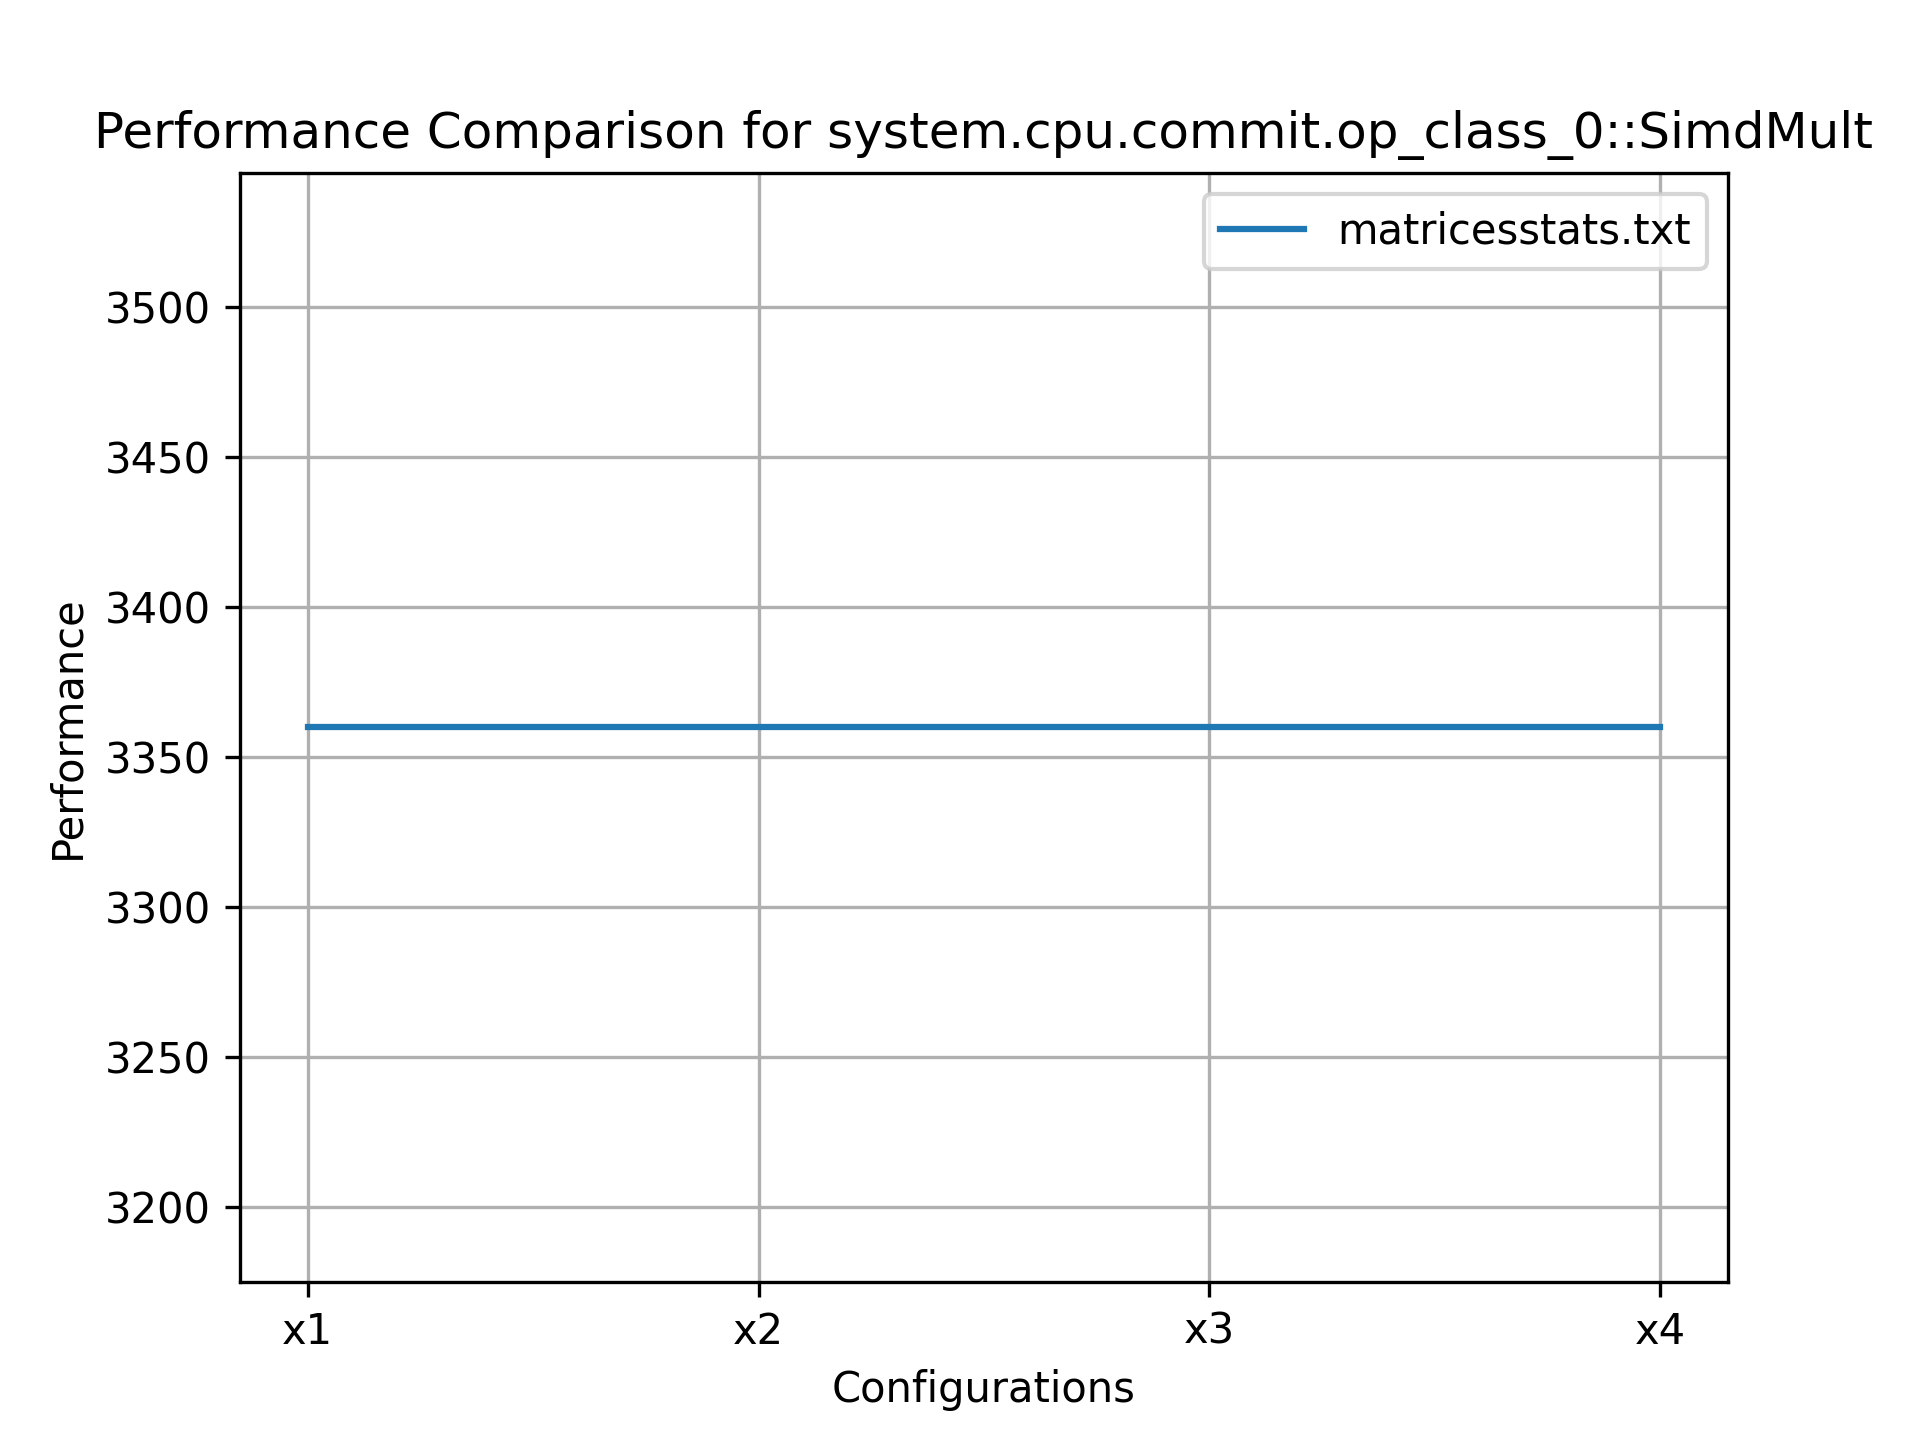 Performance Comparison for system.cpu.commit.op_class_0::SimdMult
matricesstats.txt
3500
3450
3400
3350
3300
3250
3200
Performance
x1 x2 x3 x4
Configurations